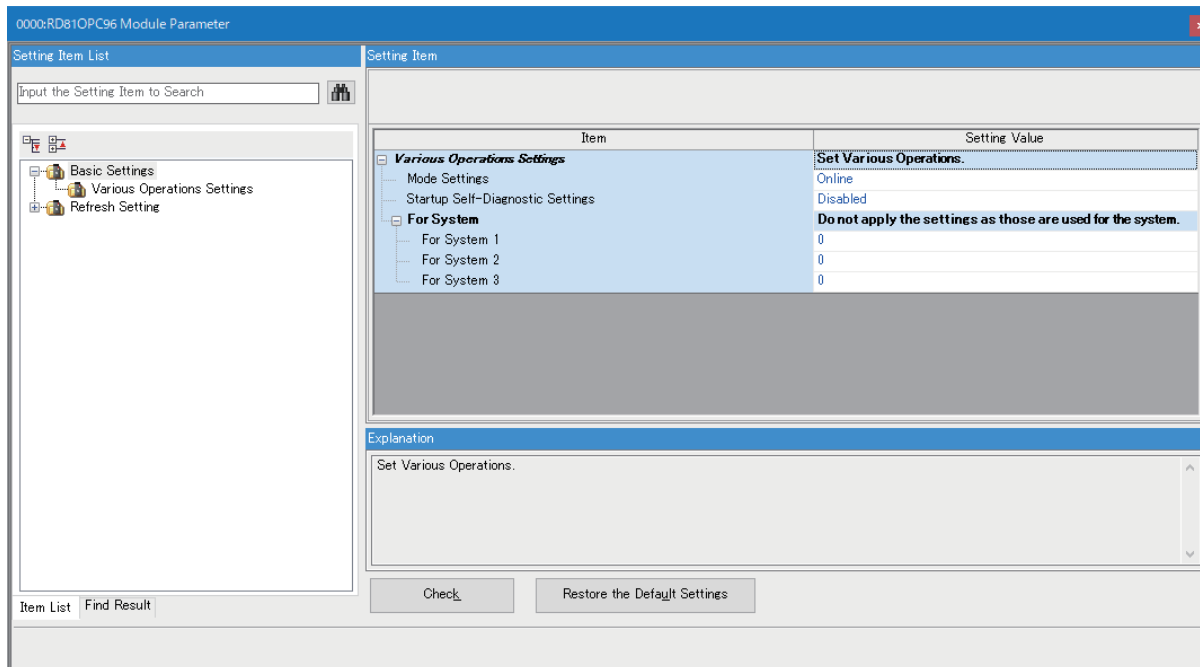 0000:RD81OPC96 Module Parameter
Setting Item List
Input the Setting Item to Search
Basic Settings
Various Operations Settings
Refresh Setting
Item List
Find Result
Setting Item
Item Setting Value
Various Operations Settings Set Various Operations.
Mode Settings Online
Startup Self-Diagnostic Settings Disabled
For System Do not apply the settings as those are used for the system.
For System 1 0
For System 2 0
For System 3 0
Explanation
Set Various Operations.
Check
Restore the Default Settings